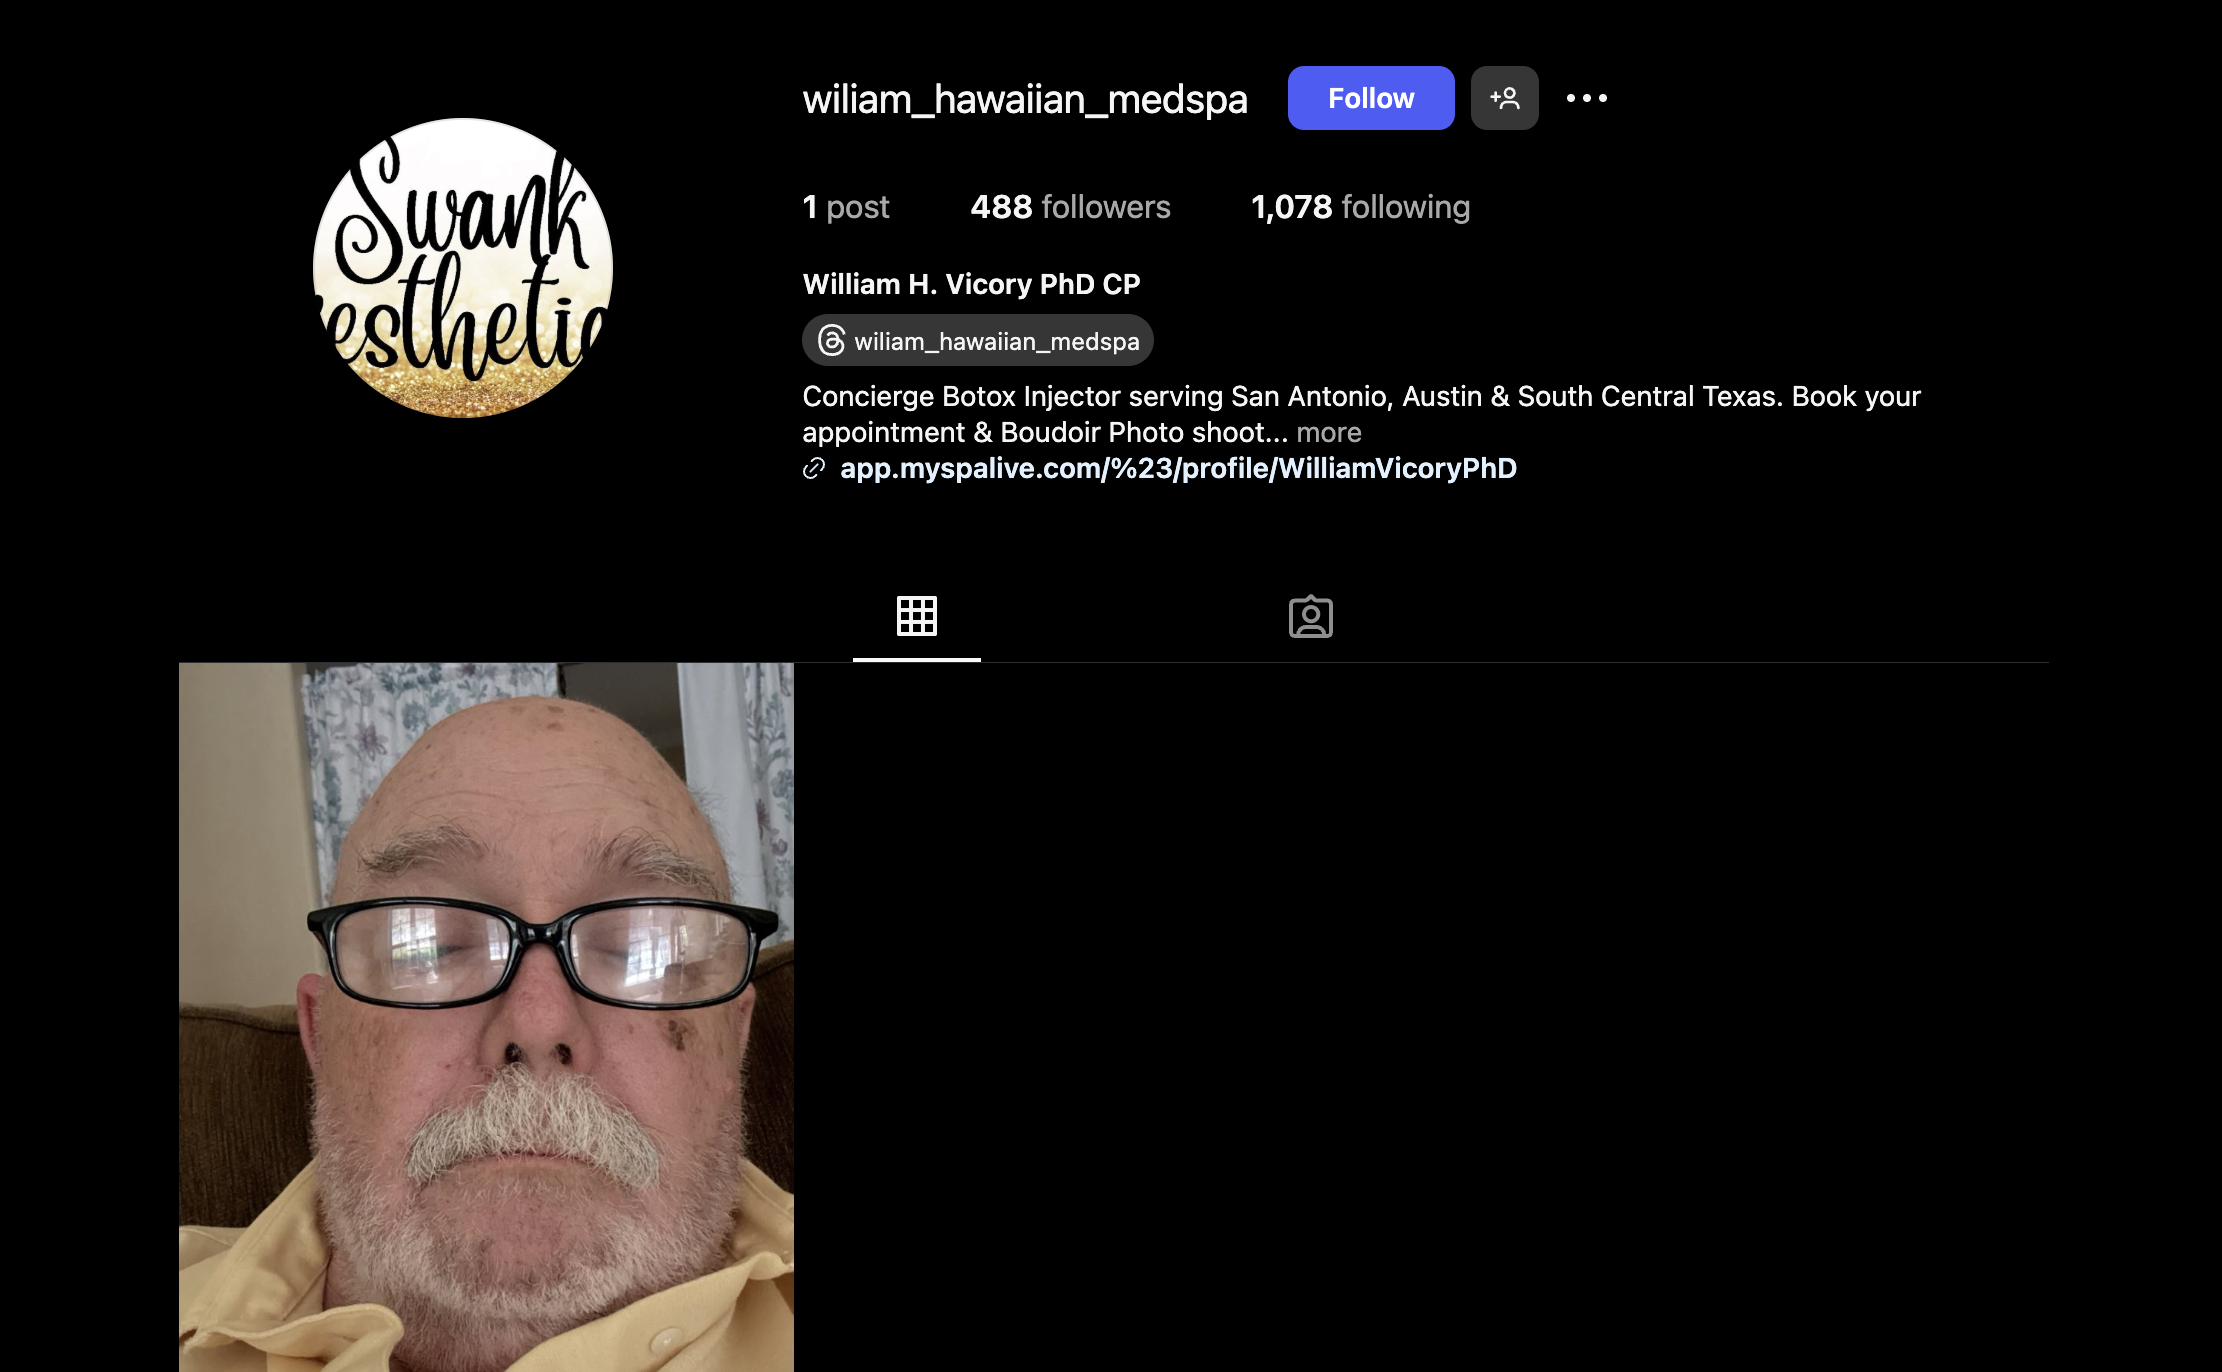 Swank
esthetic
wiliam_hawaiian_medspa
Follow
1 post
488 followers
1,078 following
William H. Vicory PhD CP
wiliam_hawaiian_medspa
Concierge Botox Injector serving San Antonio, Austin & South Central Texas. Book your
appointment & Boudoir Photo shoot... more
app.myspalive.com/%23/profile/WilliamVicoryPhD